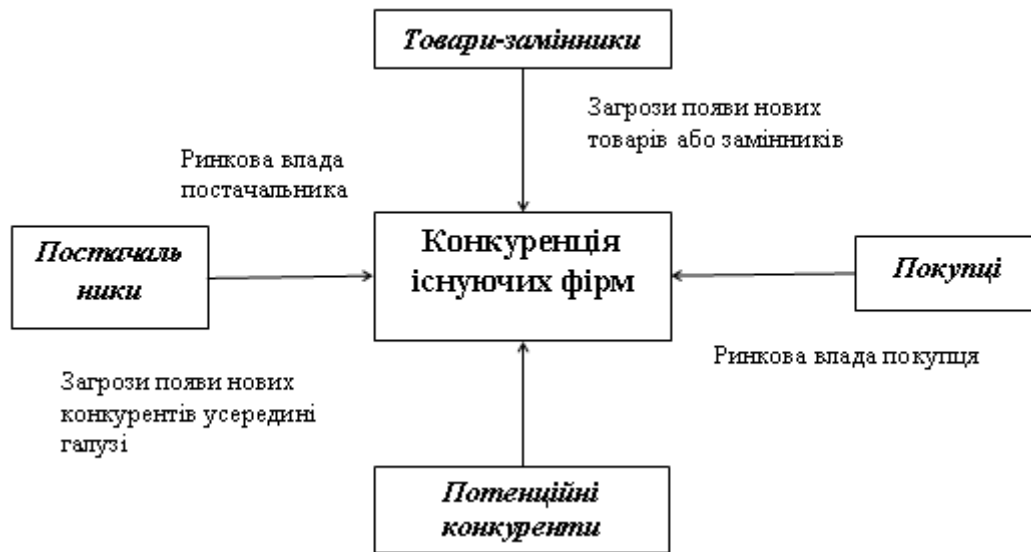 Товари-замінники
Загрози появи нових
товарів або замінників
Ринкова влада
постачальника
Конкуренція
існуючих фірм
Постачаль
ники
Покупці
Ринкова влада покупця
Загрози появи нових
конкурентів усередині
галузі
Потенційні
конкуренти